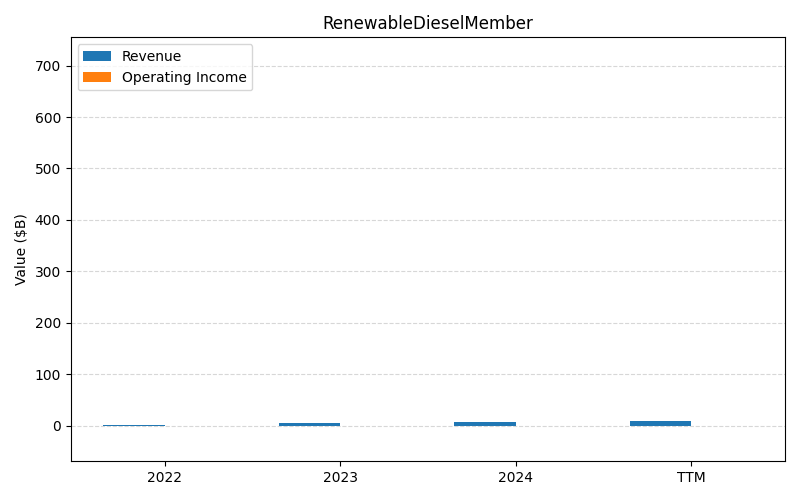 RenewableDieselMember
Revenue
Operating Income
Value ($B)
700
600
500
400
300
200
100
0
2022
2023
2024
TTM